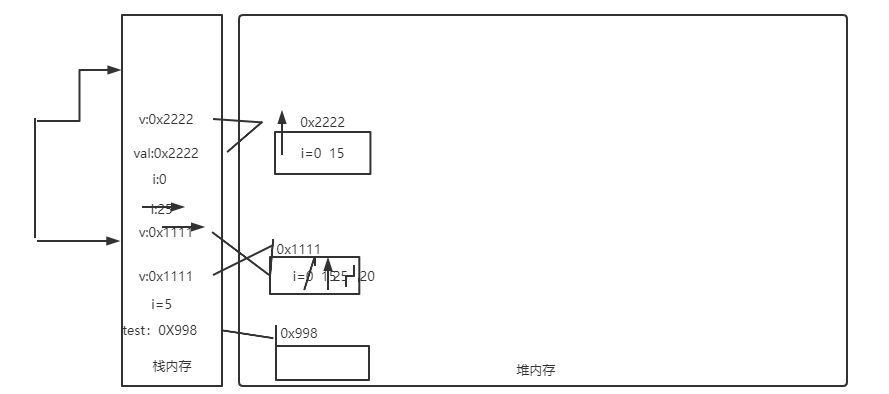 v:0x2222
val:0x2222
i:0
i:25
v:0x1111
v:0x1111
i=5
test：0X998
栈内存
0x2222
i=0 15
0x1111
i=0 15 25 20
0x998
堆内存